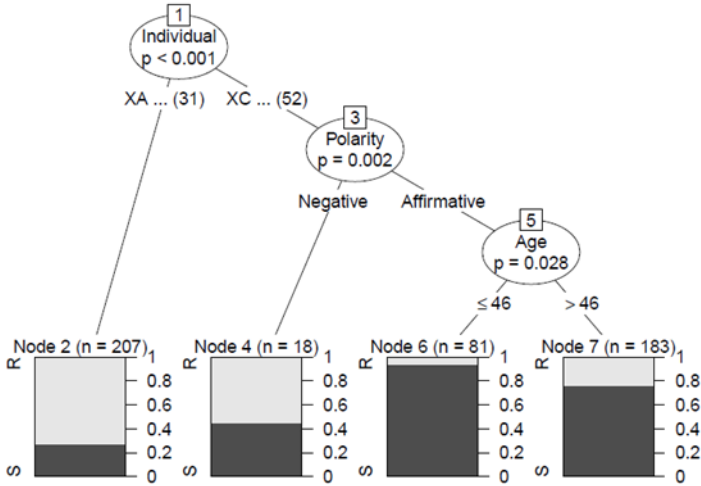 1
Individual
p < 0.001
XA ... (31) XC ... (52)
3
Polarity
p = 0.002
Negative Affirmative
5
Age
p = 0.028
≤ 46 > 46
Node 2 (n = 207) Node 4 (n = 18) Node 6 (n = 81) Node 7 (n = 183)
R 1 R 1 R 1 R 1
0.8 0.8 0.8 0.8
0.6 0.6 0.6 0.6
0.4 0.4 0.4 0.4
0.2 0.2 0.2 0.2
S 0 S 0 S 0 S 0